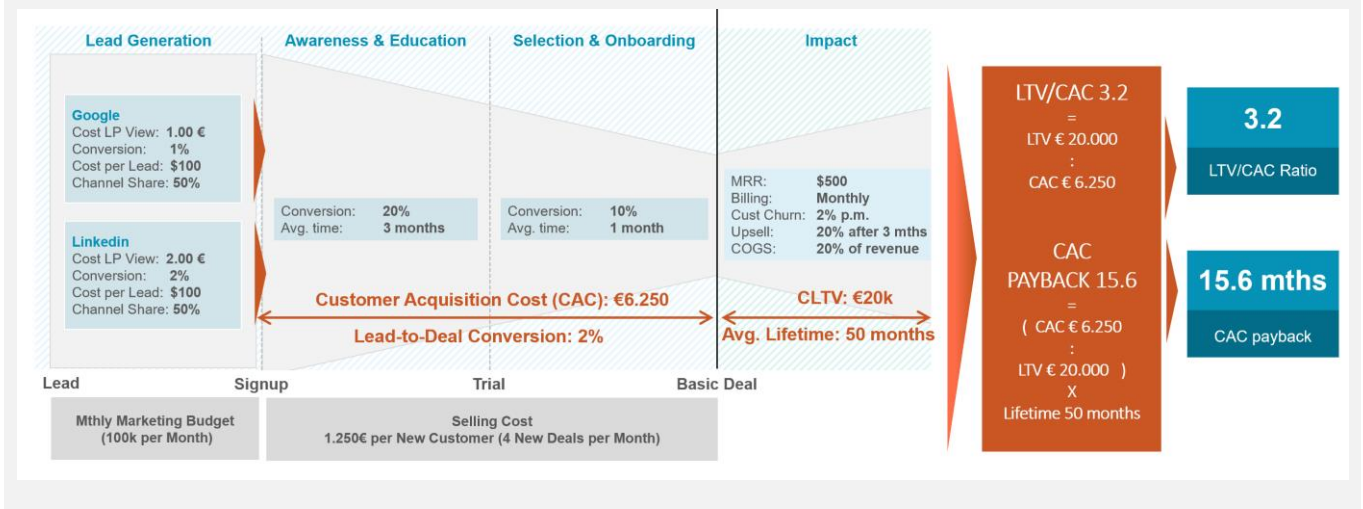 Lead Generation
Awareness & Education
Selection & Onboarding
Impact
Google
Cost LP View: 1.00 €
Conversion: 1%
Cost per Lead: $100
Channel Share: 50%
Linkedin
Cost LP View: 2.00 €
Conversion: 2%
Cost per Lead: $100
Channel Share: 50%
Conversion: 20%
Avg. time: 3 months
Conversion: 10%
Avg. time: 1 month
MRR: $500
Billing: Monthly
Cust Churn: 2% p.m.
Upsell: 20% after 3 mths
COGS: 20% of revenue
Customer Acquisition Cost (CAC): €6.250
Lead-to-Deal Conversion: 2%
CLTV: €20k
Avg. Lifetime: 50 months
Lead
Signup
Trial
Basic Deal
Mthly Marketing Budget
(100k per Month)
Selling Cost
1.250€ per New Customer (4 New Deals per Month)
LTV/CAC 3.2
=
LTV € 20.000
:
CAC € 6.250
CAC
PAYBACK 15.6
=
( CAC € 6.250
:
LTV € 20.000 )
X
Lifetime 50 months
3.2
LTV/CAC Ratio
15.6 mths
CAC payback